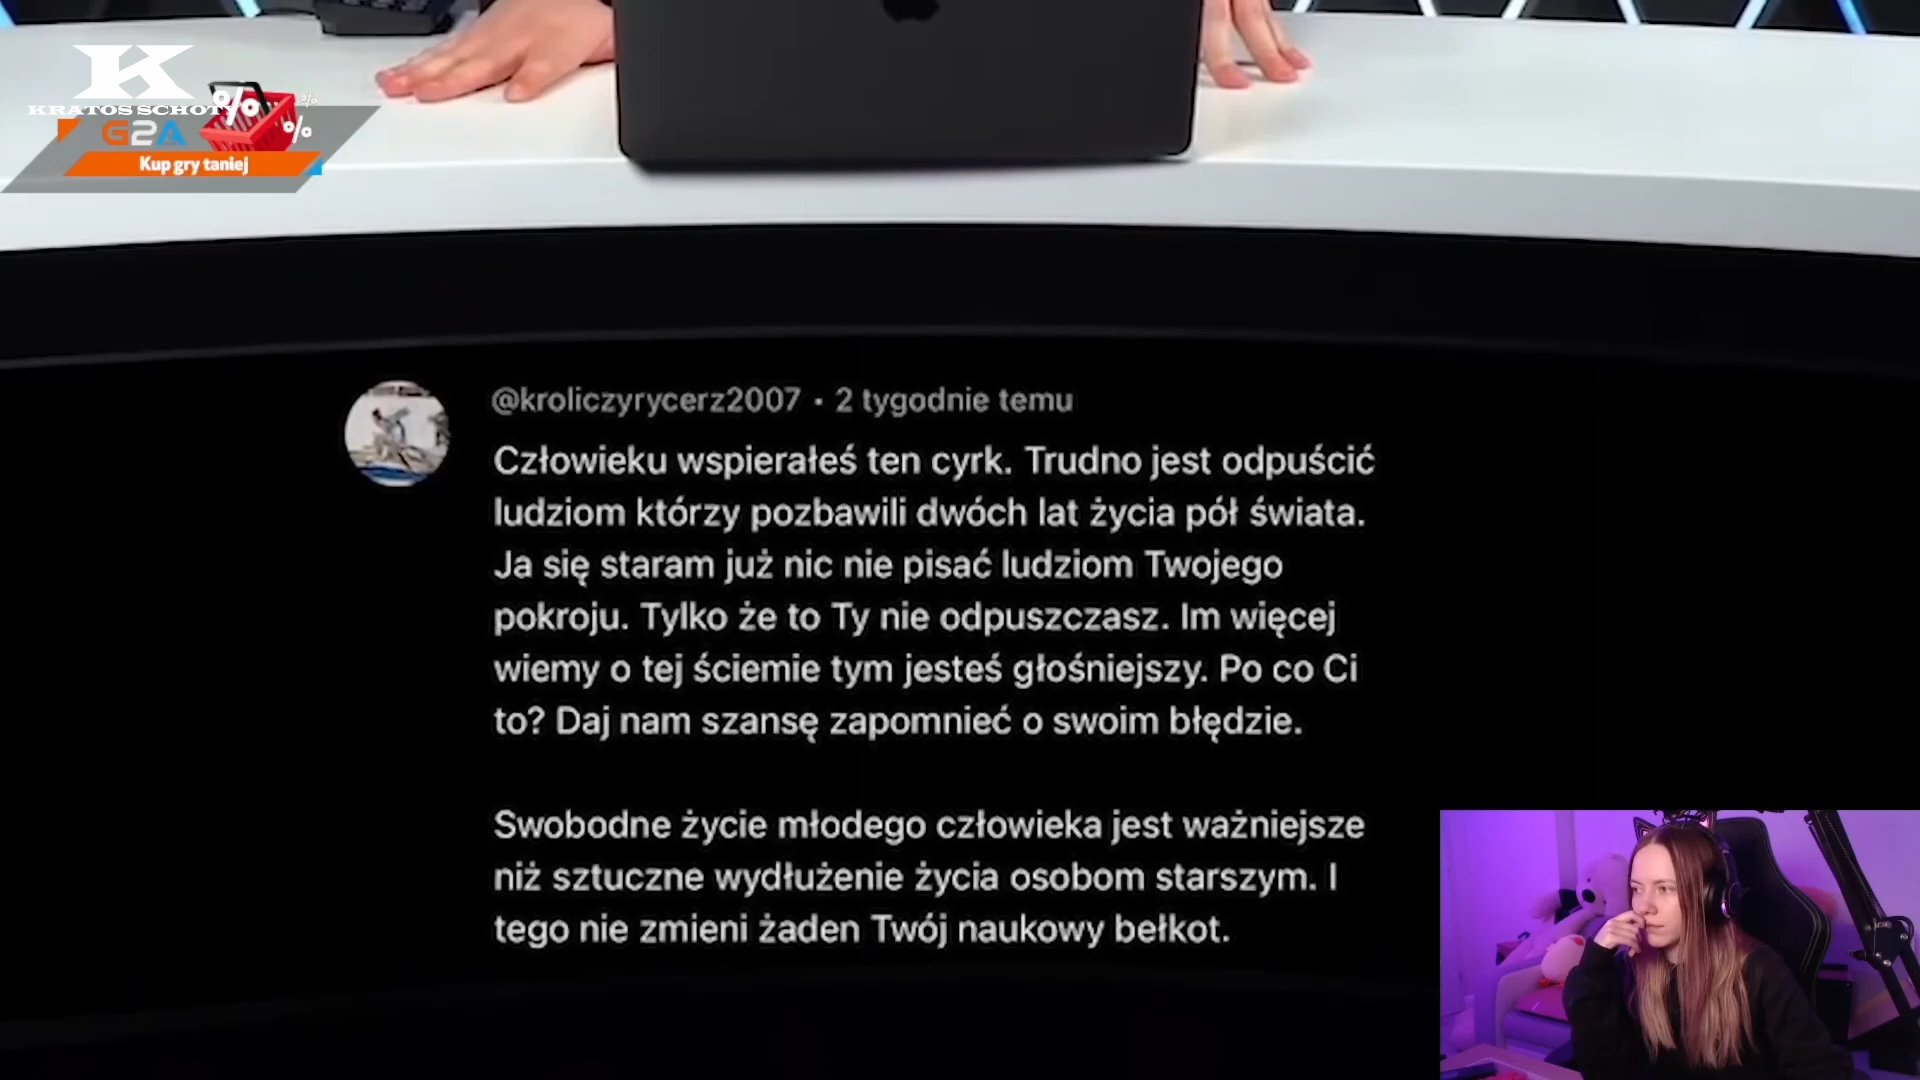 K
KRATOS SCHOT
G2A
Kup gry taniej
@kroliczyrycerz2007 • 2 tygodnie temu
Człowieku wspierałeś ten cyrk. Trudno jest odpuścić
ludziom którzy pozbawili dwóch lat życia pół świata.
Ja się staram już nic nie pisać ludziom Twojego
pokroju. Tylko że to Ty nie odpuszczasz. Im więcej
wiemy o tej ściemie tym jesteś głośniejszy. Po co Ci
to? Daj nam szansę zapomnieć o swoim błędzie.
Swobodne życie młodego człowieka jest ważniejsze
niż sztuczne wydłużenie życia osobom starszym. I
tego nie zmieni żaden Twój naukowy bełkot.